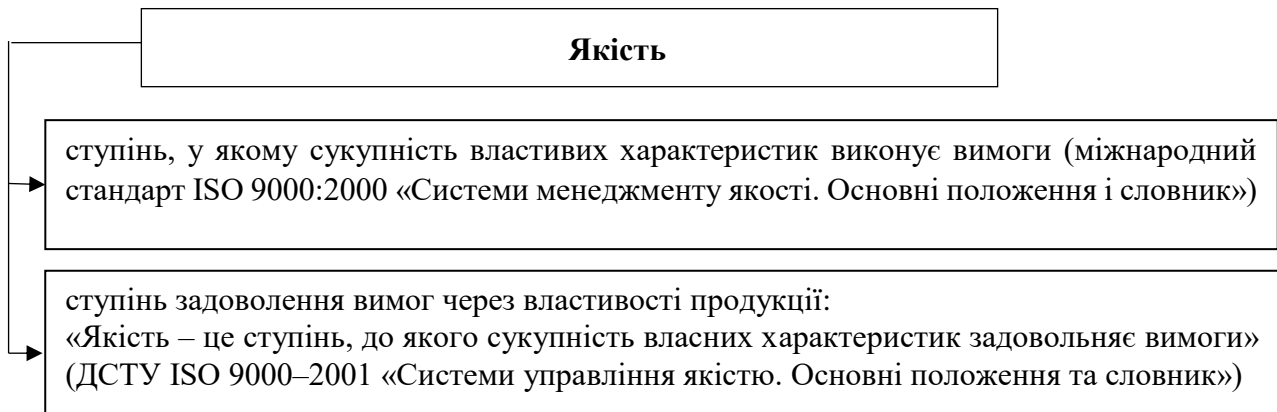 Якість
ступінь, у якому сукупність властивих характеристик виконує вимоги (міжнародний
стандарт ISO 9000:2000 «Системи менеджменту якості. Основні положення і словник»)
ступінь задоволення вимог через властивості продукції:
«Якість – це ступінь, до якого сукупність власних характеристик задовольняє вимоги»
(ДСТУ ISO 9000–2001 «Системи управління якістю. Основні положення та словник»)